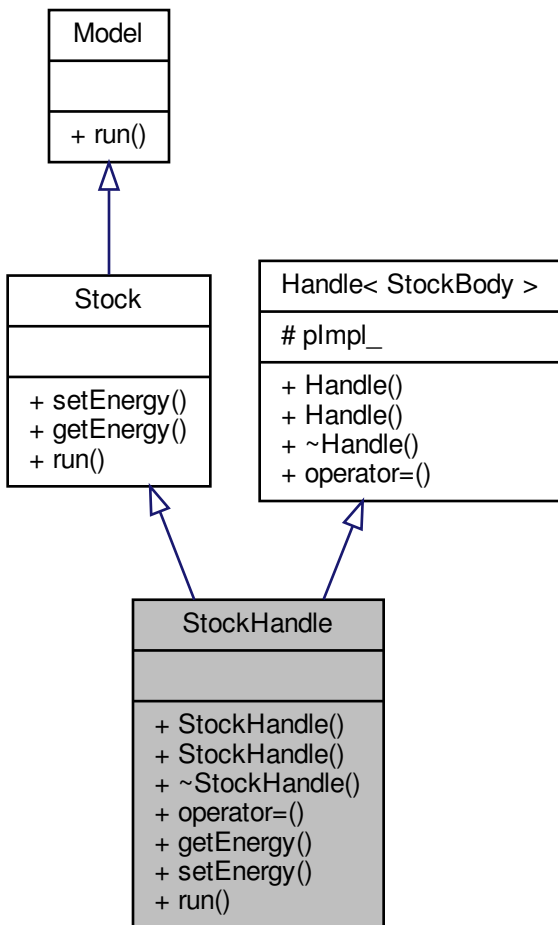 Model
+ run()
Stock
+ setEnergy()
+ getEnergy()
+ run()
Handle< StockBody >
# pImpl_
+ Handle()
+ Handle()
+ ~Handle()
+ operator=()
StockHandle
+ StockHandle()
+ StockHandle()
+ ~StockHandle()
+ operator=()
+ getEnergy()
+ setEnergy()
+ run()